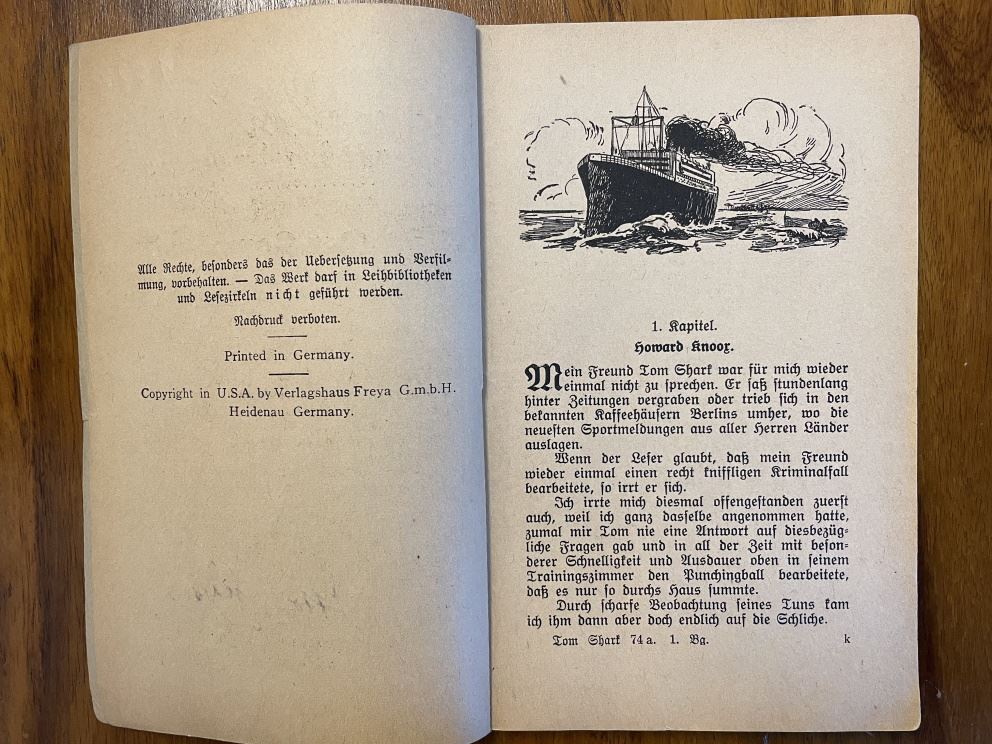 Alle Rechte, besonders das der Uebersetzung und Verfil-
mung, vorbehalten. — Das Werk darf in Leihbibliotheken
und Lesezirkeln nicht geführt werden.
Nachdruck verboten.
Printed in Germany.
Copyright in U.S.A. by Verlagshaus Freya G.m.b.H.
Heidenau Germany.
1. Kapitel.
Howard Knox.
Mein Freund Tom Shark war für mich wieder
einmal nicht zu sprechen. Er saß stundenlang
hinter Zeitungen vergraben oder trieb sich in den
bekannten Kaffeehäusern Berlins umher, wo die
neuesten Sportmeldungen aus aller Herren Länder
auslagen.
Wenn der Leser glaubt, daß mein Freund
wieder einmal einen recht kniffligen Kriminalfall
bearbeitete, so irrt er sich.
Ich irrte mich diesmal offengestanden zuerst
auch, weil ich ganz dasselbe angenommen hatte,
zumal mir Tom nie eine Antwort auf diesbezüg-
liche Fragen gab und in all der Zeit mit beson-
derer Schnelligkeit und Ausdauer oben in seinem
Trainingszimmer den Punchingball bearbeitete,
daß es nur so durchs Haus summte.
Durch scharfe Beobachtung seines Tuns kam
ich ihm dann aber doch endlich auf die Schliche.
Tom Shark 74 a. 1. Bg. k